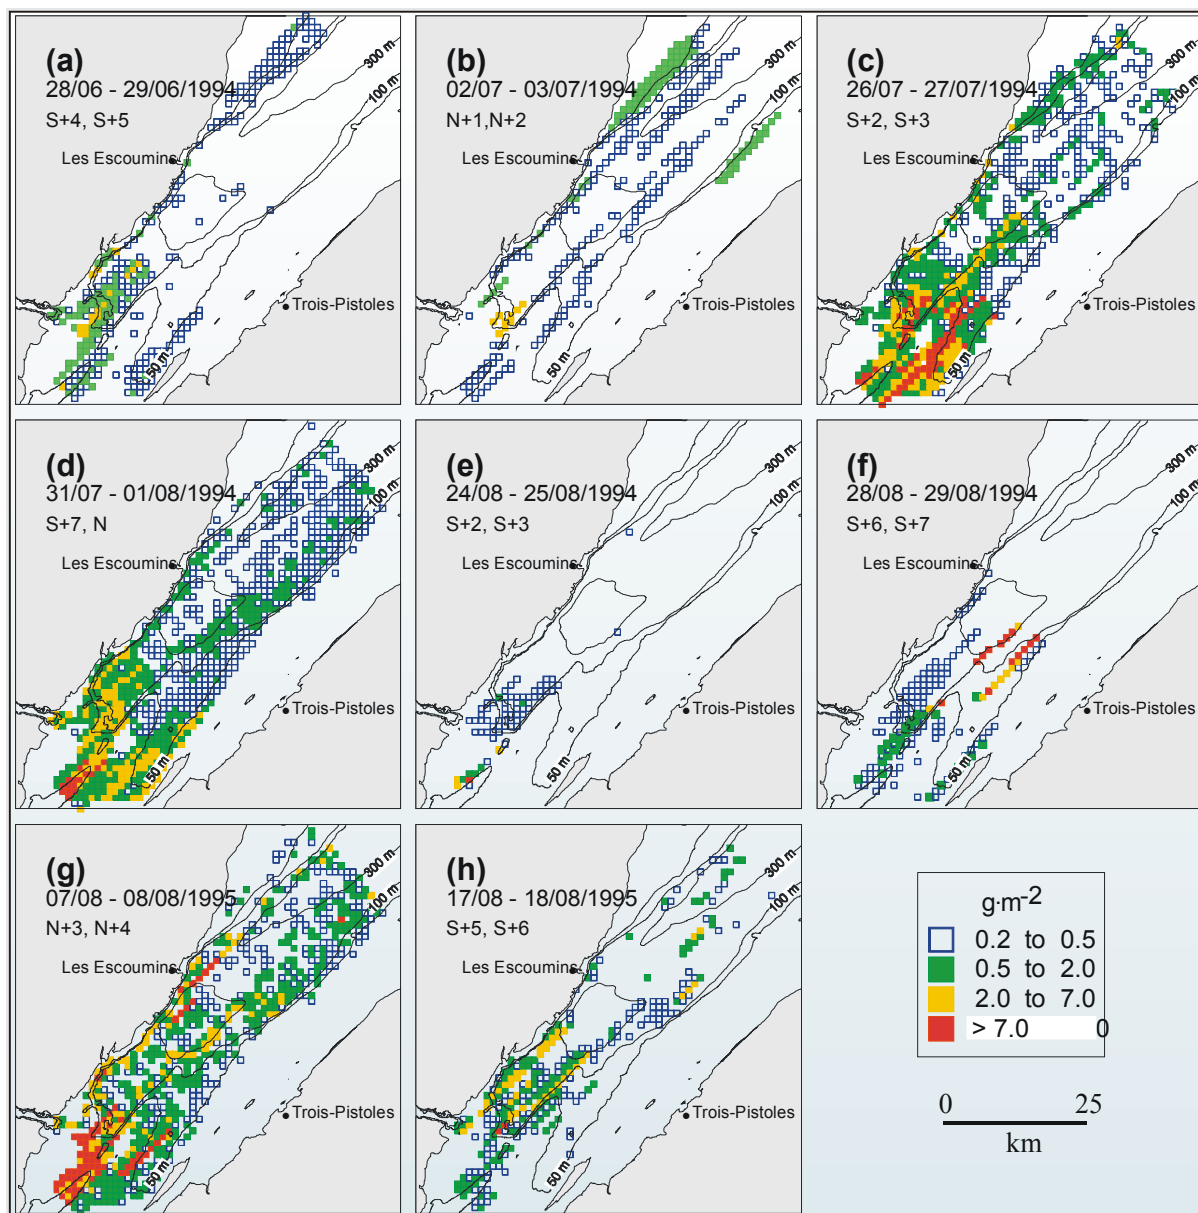 (a)
28/06 - 29/06/1994
S+4, S+5
Les Escoumins
Trois-Pistoles
300 m
100 m
50 m
(b)
02/07 - 03/07/1994
N+1,N+2
Les Escoumins
Trois-Pistoles
300 m
100 m
50 m
(c)
26/07 - 27/07/1994
S+2, S+3
Les Escoumins
Trois-Pistoles
300 m
100 m
50 m
(d)
31/07 - 01/08/1994
S+7, N
Les Escoumins
Trois-Pistoles
300 m
100 m
50 m
(e)
24/08 - 25/08/1994
S+2, S+3
Les Escoumins
Trois-Pistoles
300 m
100 m
50 m
(f)
28/08 - 29/08/1994
S+6, S+7
Les Escoumins
Trois-Pistoles
300 m
100 m
50 m
(g)
07/08 - 08/08/1995
N+3, N+4
Les Escoumins
Trois-Pistoles
300 m
100 m
50 m
(h)
17/08 - 18/08/1995
S+5, S+6
Les Escoumins
Trois-Pistoles
300 m
100 m
50 m
g·m-2
0.2 to 0.5
0.5 to 2.0
2.0 to 7.0
> 7.0 0
0 25
km